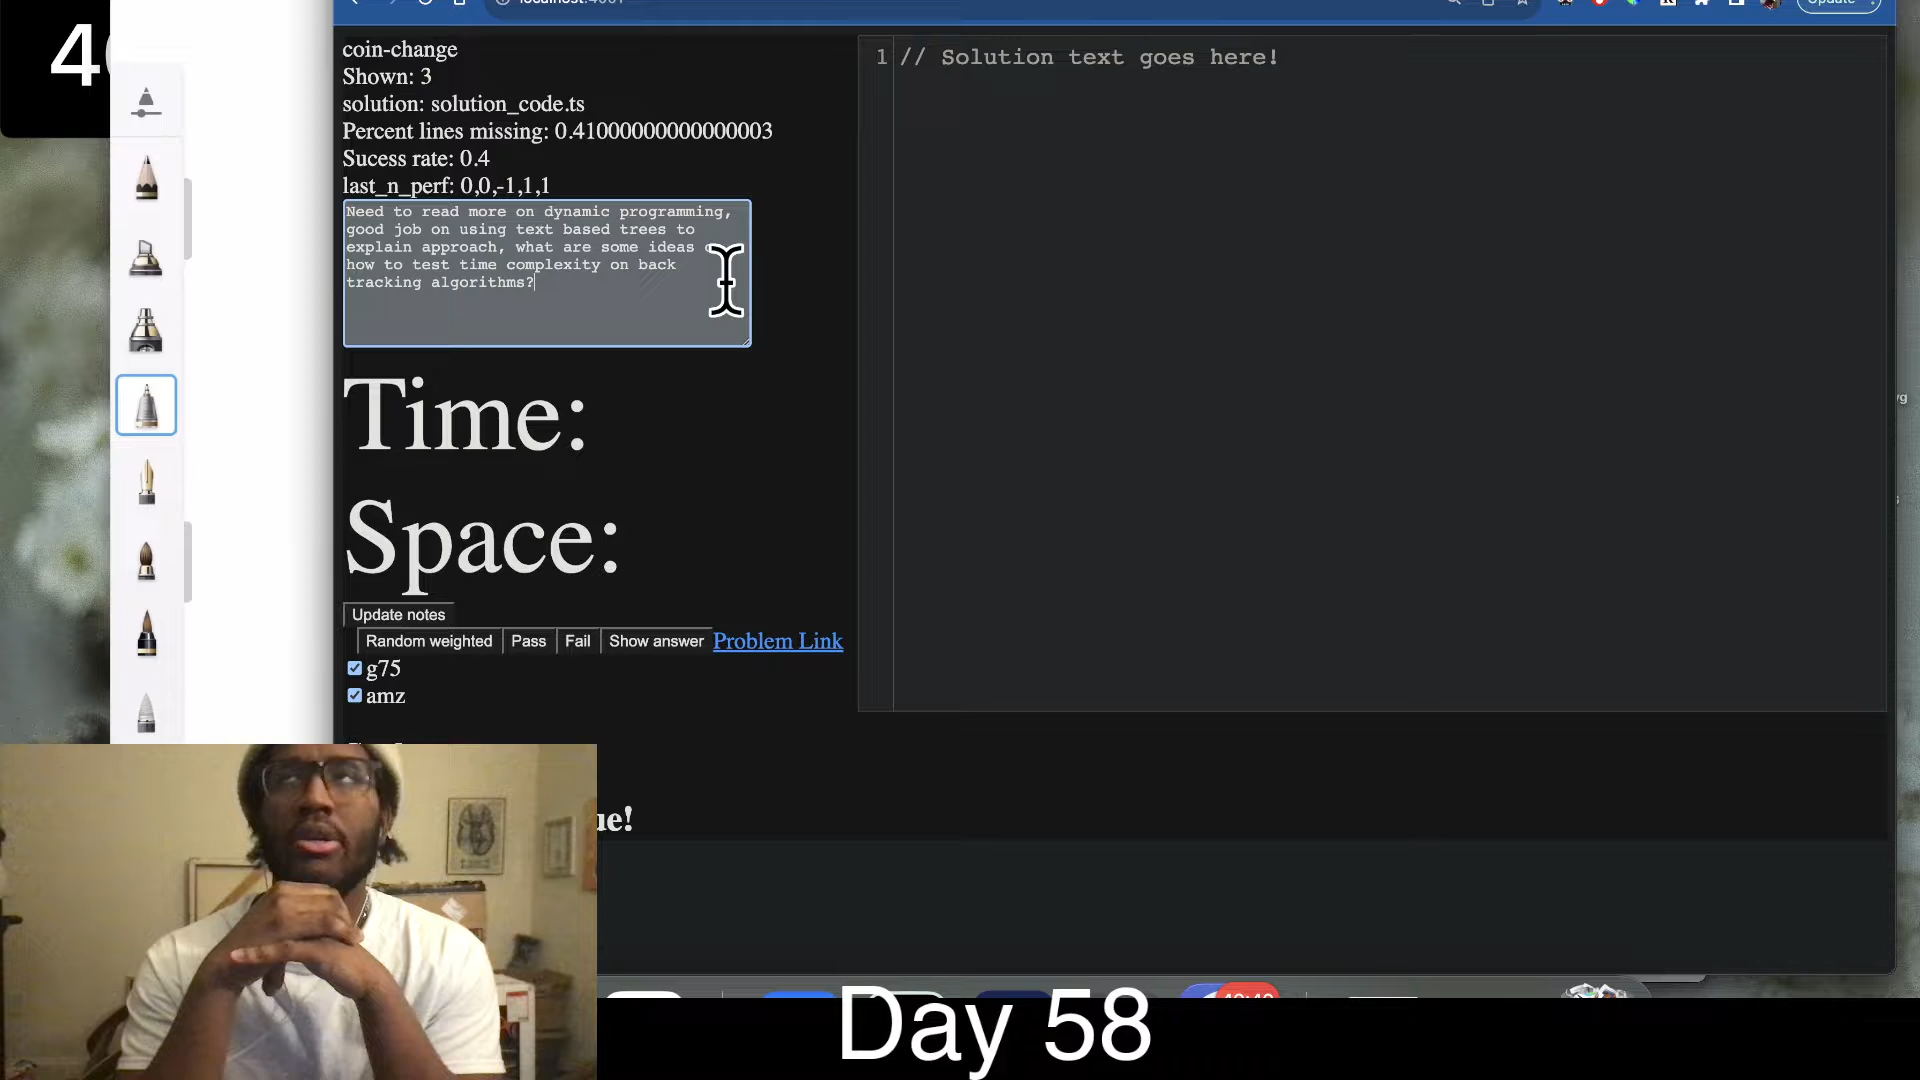 4
coin-change
Shown: 3
solution: solution_code.ts
Percent lines missing: 0.41000000000000003
Sucess rate: 0.4
last_n_perf: 0,0,-1,1,1
Need to read more on dynamic programming,
good job on using text based trees to
explain approach, what are some ideas
how to test time complexity on back
tracking algorithms?
Time:
Space:
Update notes
Random weighted Pass Fail Show answer Problem Link
g75
amz
ue!
1 // Solution text goes here!
Day 58